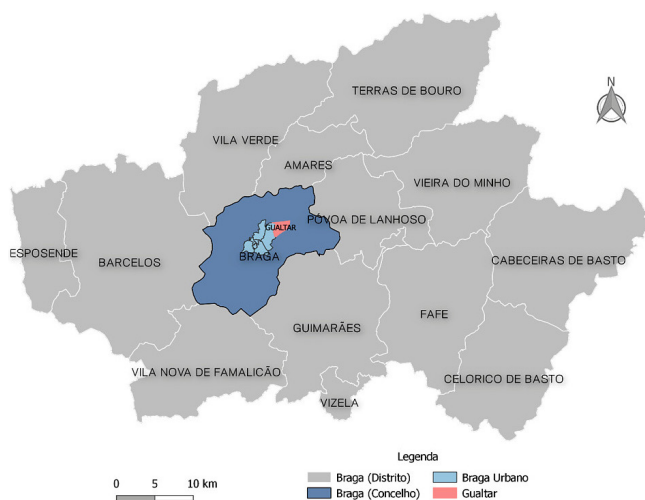 N
TERRAS DE BOURO
VILA VERDE
AMARES
VIEIRA DO MINHO
PÓVOA DE LANHOSO
GUALTAR
ESPOSENDE
BARCELOS
BRAGA
CABECEIRAS DE BASTO
GUIMARÃES
FAFE
VILA NOVA DE FAMALICÃO
CELORICO DE BASTO
VIZELA
Legenda
0 5 10 km
Braga (Distrito)
Braga Urbano
Braga (Concelho)
Gualtar